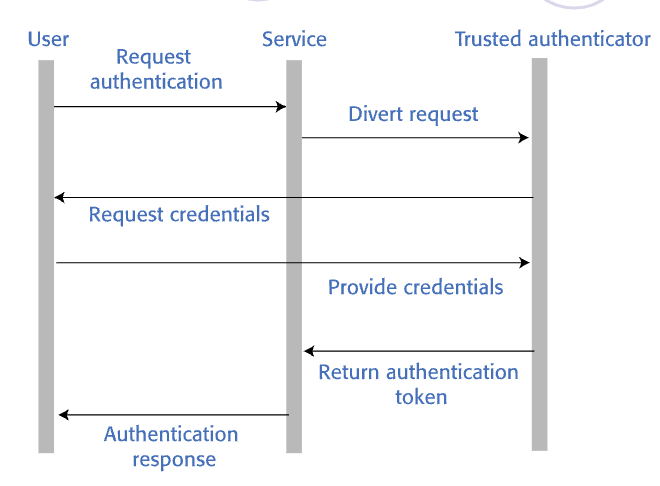 User
Service
Trusted authenticator
Request
authentication
Divert request
Request credentials
Provide credentials
Return authentication
token
Authentication
response